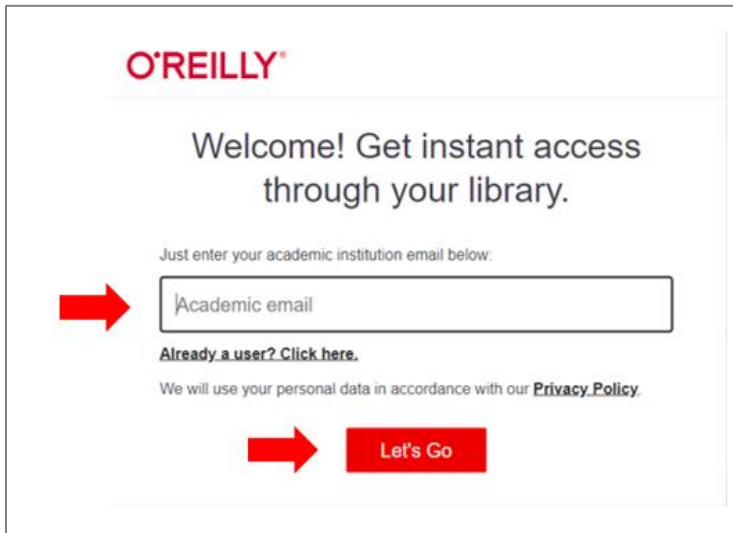 O'REILLY®
Welcome! Get instant access
through your library.
Just enter your academic institution email below:
Academic email
Already a user? Click here.
We will use your personal data in accordance with our Privacy Policy.
Let's Go